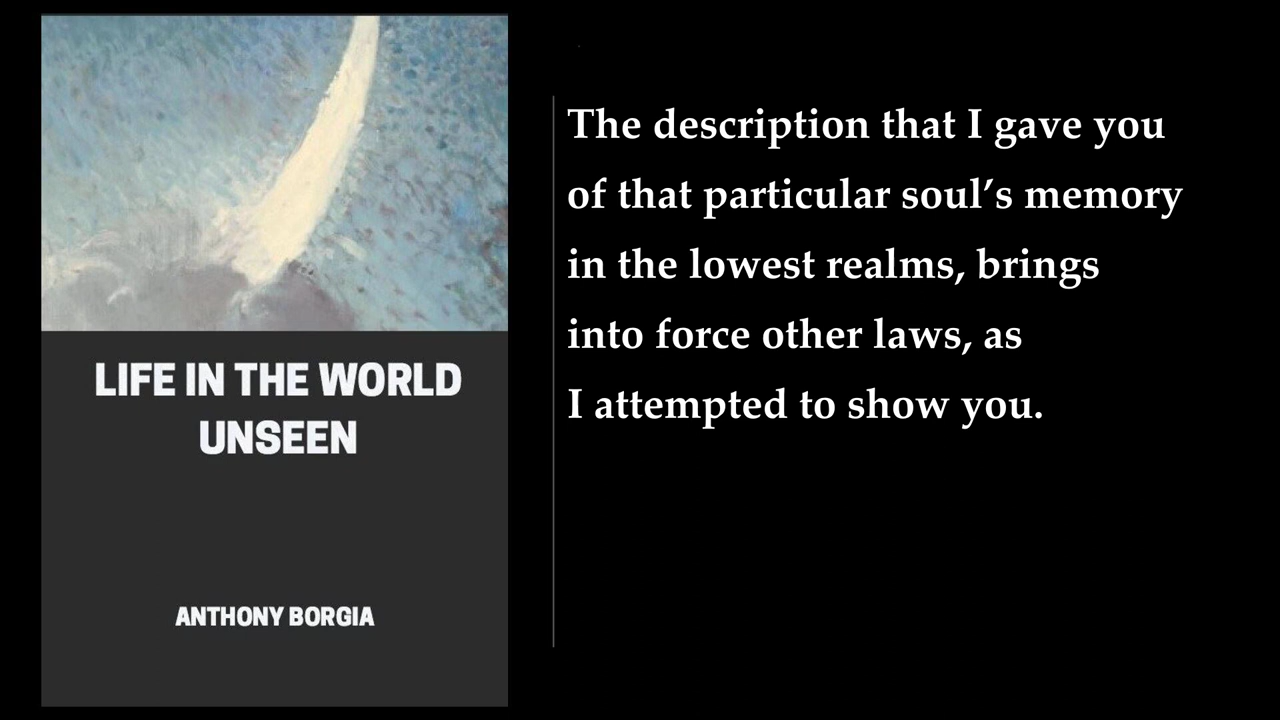 LIFE IN THE WORLD
UNSEEN
ANTHONY BORGIA
The description that I gave you
of that particular soul’s memory
in the lowest realms, brings
into force other laws, as
I attempted to show you.